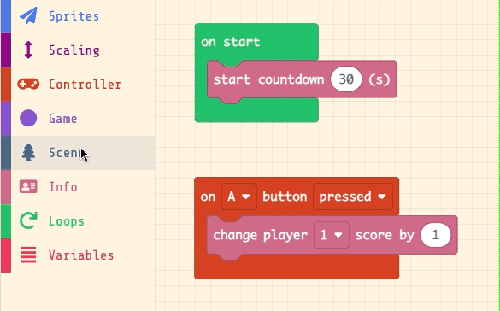 Sprites
Scaling
Controller
Game
Scene
Info
Loops
Variables
on start
start countdown 30 (s)
on A button pressed
change player 1 score by 1